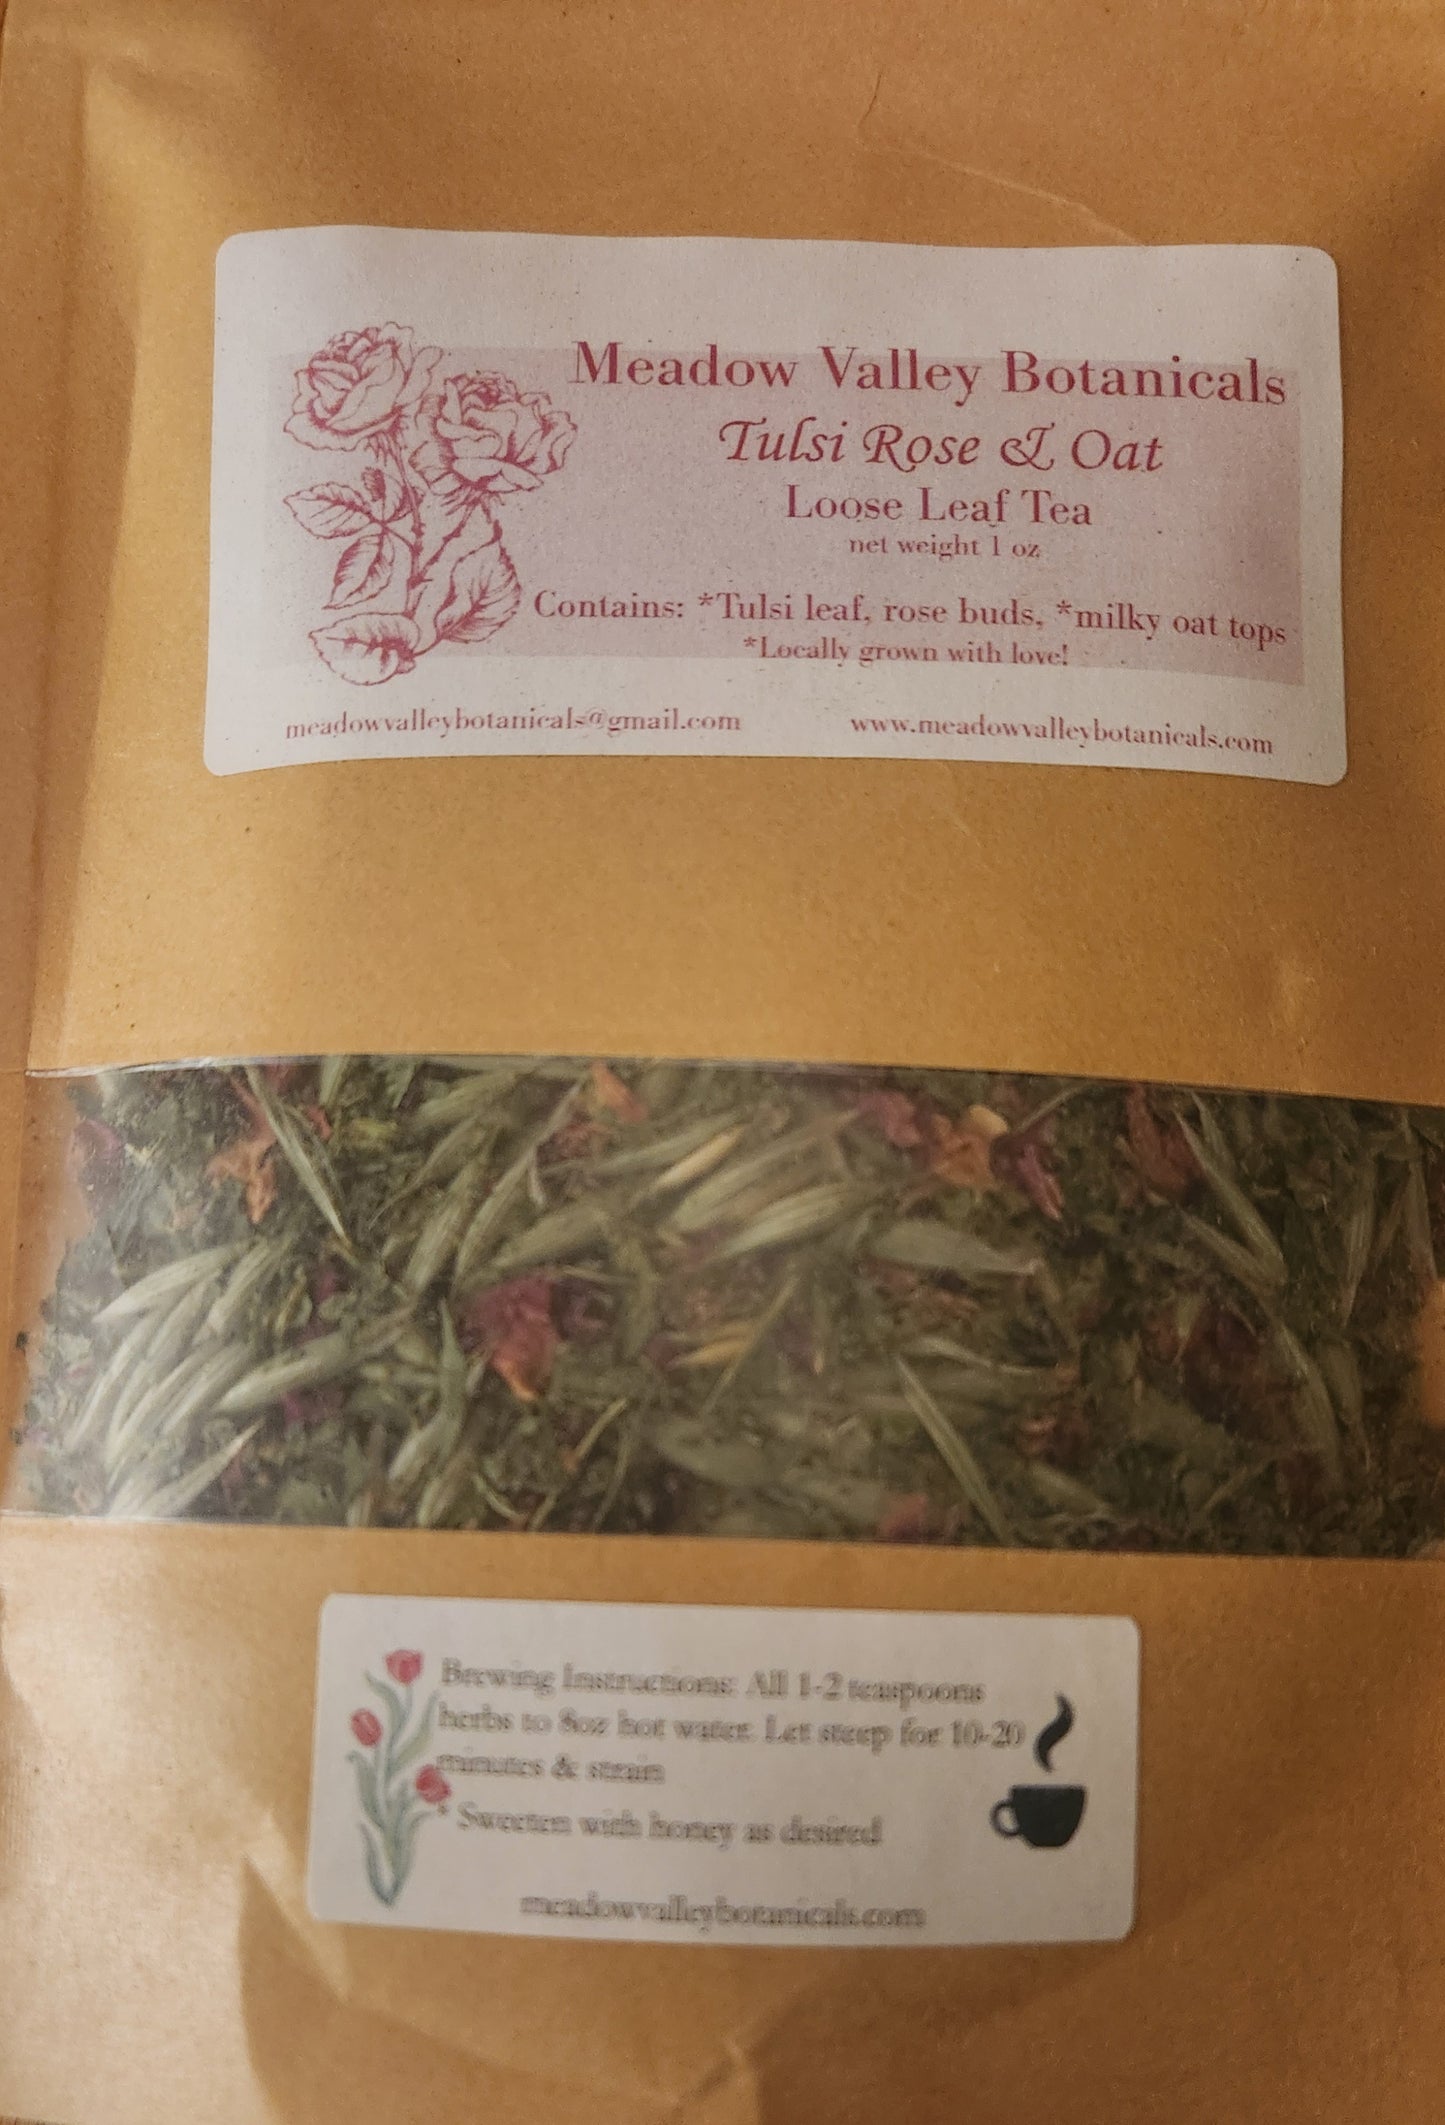 Meadow Valley Botanicals
Tulsi Rose & Oat
Loose Leaf Tea
net weight 1 oz
Contains: *Tulsi leaf, rose buds, *milky oat tops
*Locally grown with love!
meadowvalleybotanicals@gmail.com
www.meadowvalleybotanicals.com
Brewing Instructions: All 1-2 teaspoons
herbs to 8oz hot water. Let steep for 10-20
minutes & strain
* Sweeten with honey as desired
meadowvalleybotanicals.com